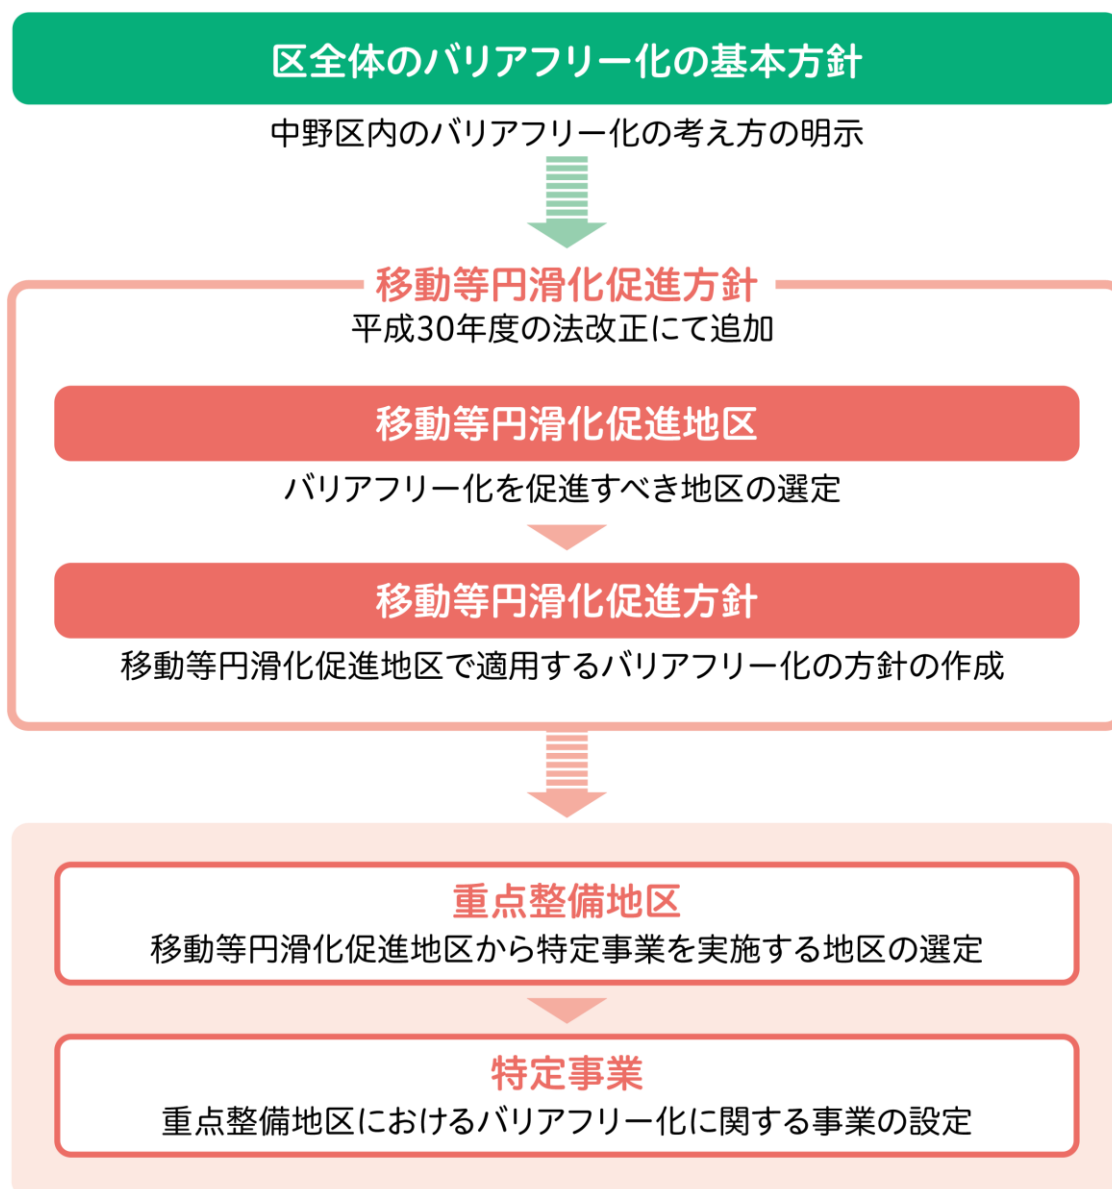 区全体のバリアフリー化の基本方針
中野区内のバリアフリー化の考え方の明示
移動等円滑化促進方針
平成30年度の法改正にて追加
移動等円滑化促進地区
バリアフリー化を促進すべき地区の選定
移動等円滑化促進方針
移動等円滑化促進地区で適用するバリアフリー化の方針の作成
重点整備地区
移動等円滑化促進地区から特定事業を実施する地区の選定
特定事業
重点整備地区におけるバリアフリー化に関する事業の設定